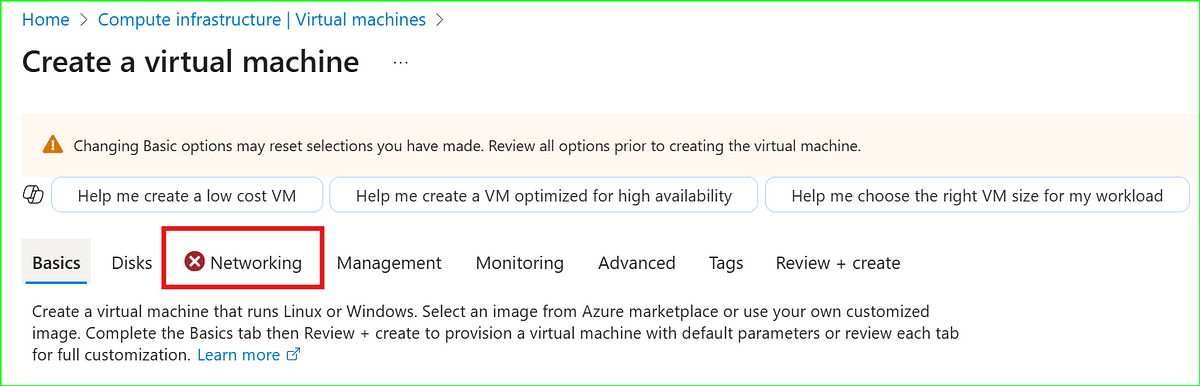 Home > Compute infrastructure | Virtual machines >
Create a virtual machine ...
Changing Basic options may reset selections you have made. Review all options prior to creating the virtual machine.
Help me create a low cost VM Help me create a VM optimized for high availability Help me choose the right VM size for my workload
Basics Disks Networking Management Monitoring Advanced Tags Review + create
Create a virtual machine that runs Linux or Windows. Select an image from Azure marketplace or use your own customized
image. Complete the Basics tab then Review + create to provision a virtual machine with default parameters or review each tab
for full customization. Learn more